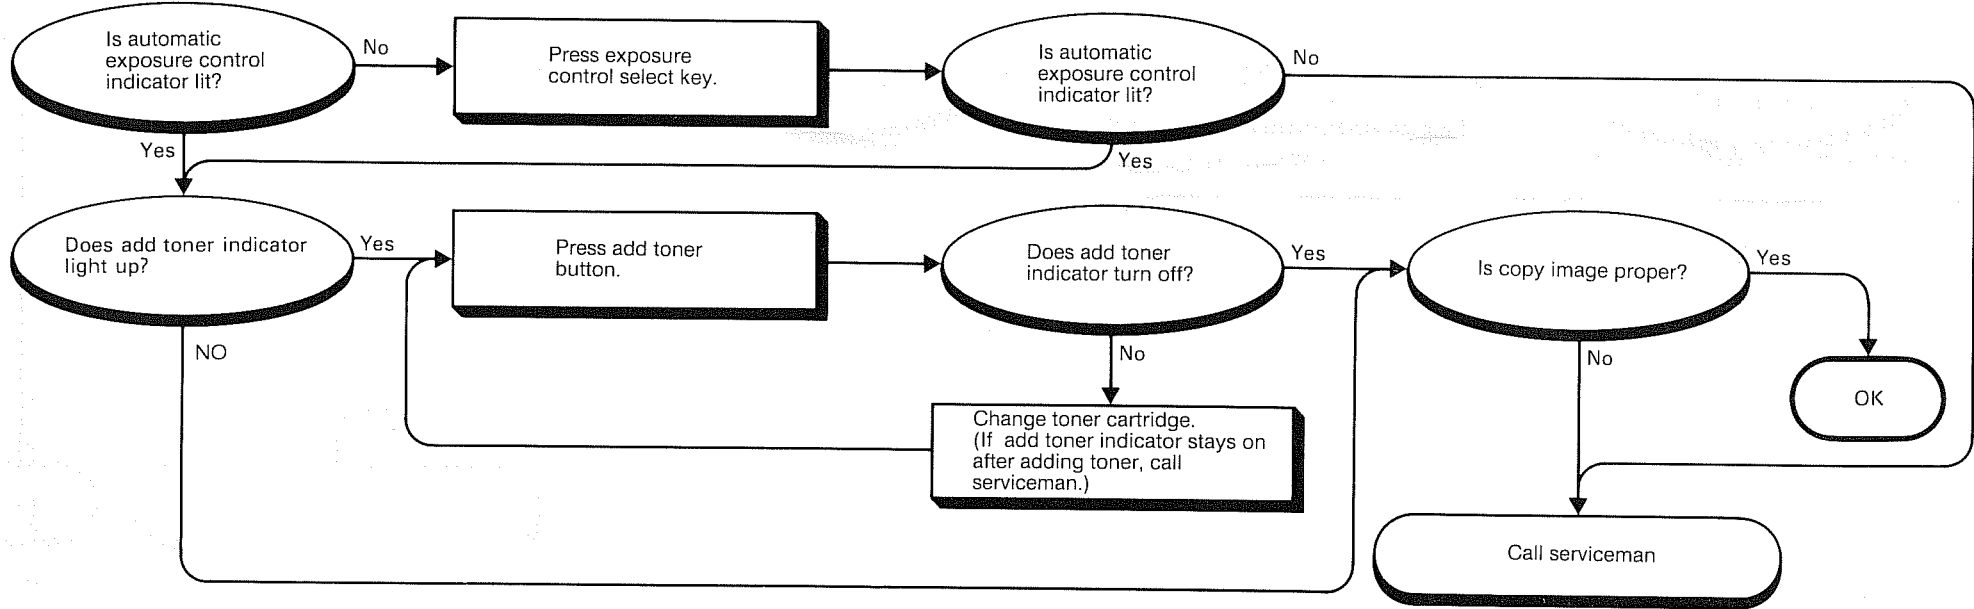 Is automatic
exposure control
indicator lit?
No
Press exposure
control select key.
Is automatic
exposure control
indicator lit?
No
Yes
Yes
Does add toner indicator
light up?
Yes
Press add toner
button.
Does add toner
indicator turn off?
Yes
Is copy image proper?
Yes
NO
No
No
OK
Change toner cartridge.
(If add toner indicator stays on
after adding toner, call
serviceman.)
Call serviceman